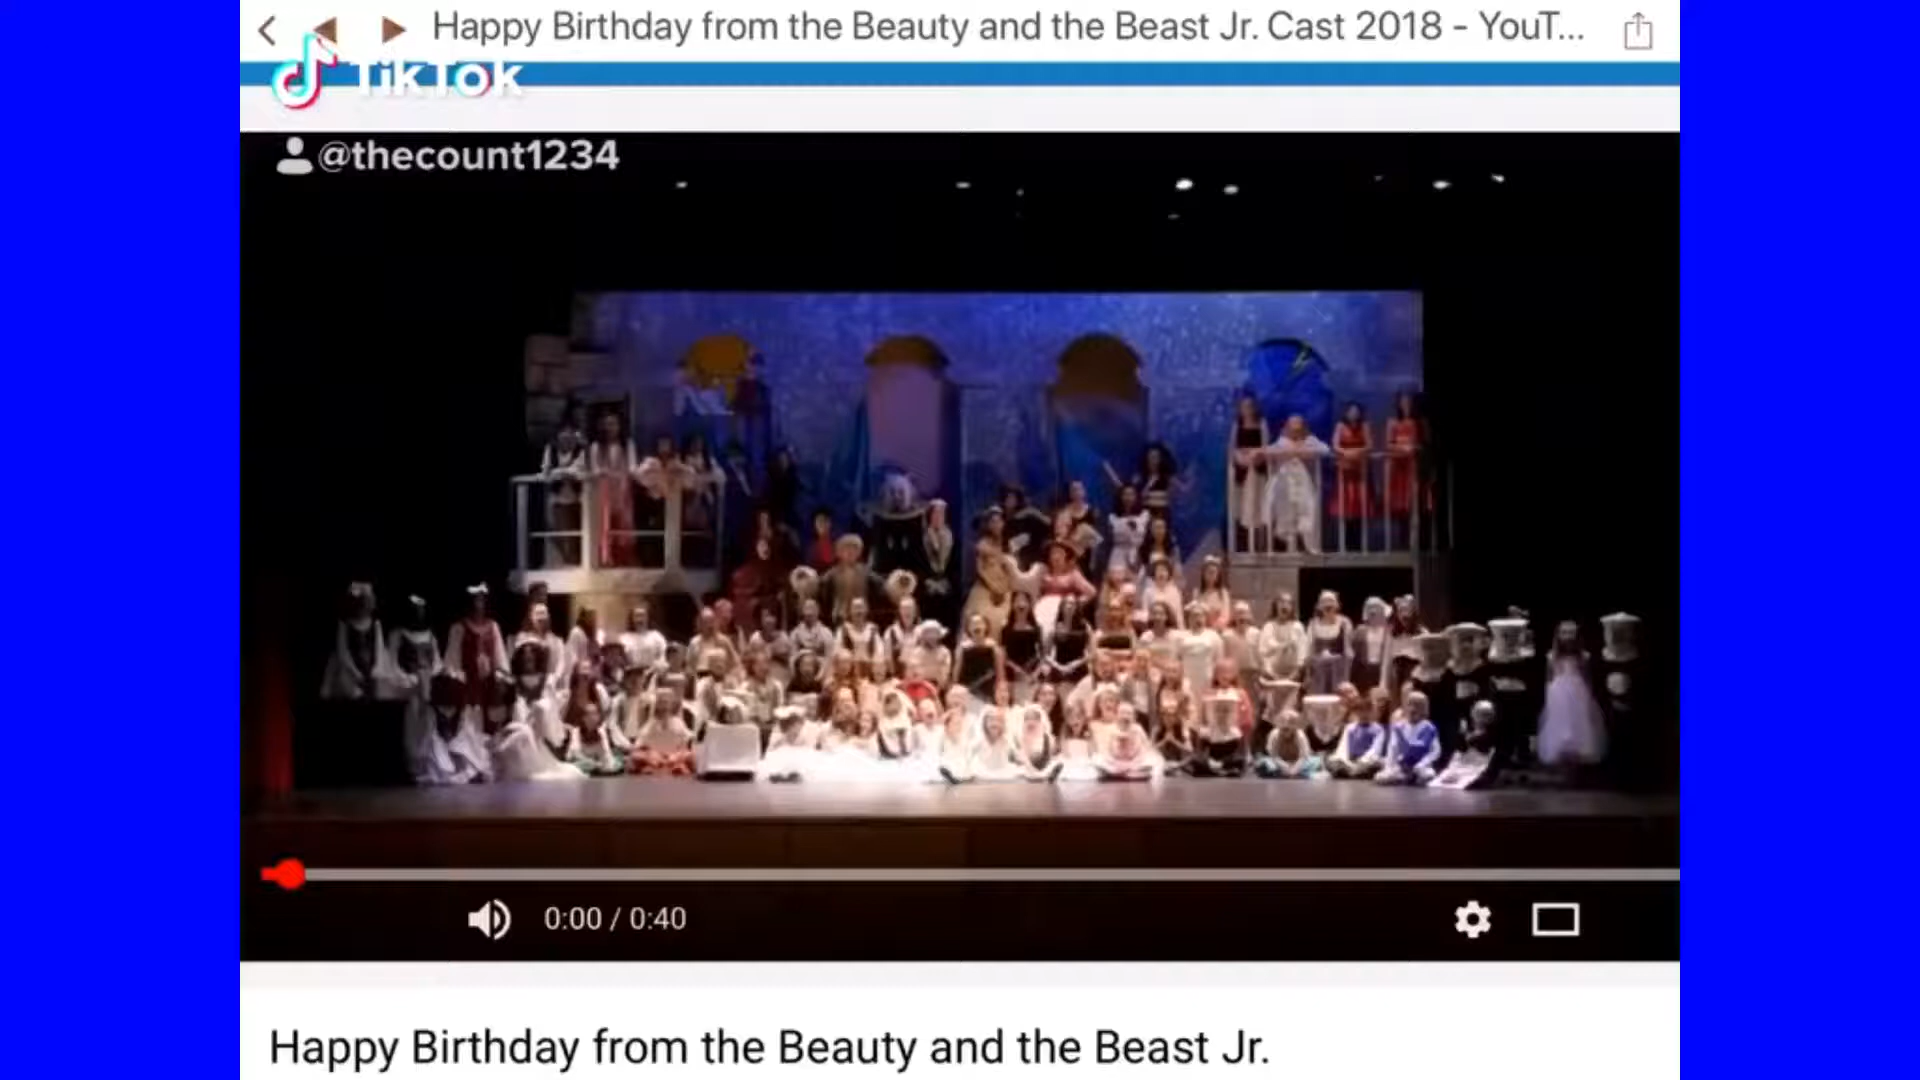 Happy Birthday from the Beauty and the Beast Jr. Cast 2018 - YouT...
TikTok
@thecount1234
0:00 / 0:40
Happy Birthday from the Beauty and the Beast Jr.